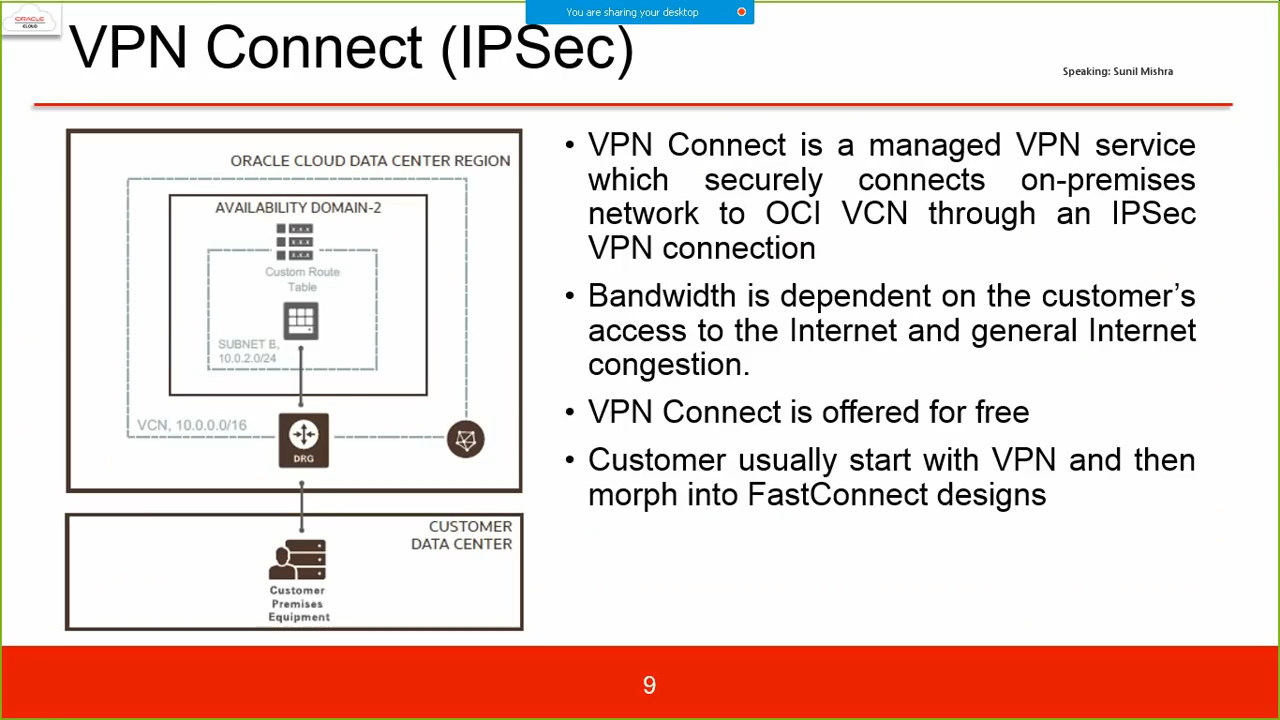 You are sharing your desktop
ORACLE
CLOUD
VPN Connect (IPSec)
Speaking: Sunil Mishra
ORACLE CLOUD DATA CENTER REGION
AVAILABILITY DOMAIN-2
X.X.X
X.X.X
X.X.X
Custom Route
Table
SUBNET B,
10.0.2.0/24
VCN, 10.0.0.0/16
DRG
CUSTOMER
DATA CENTER
Customer
Premises
Equipment
• VPN Connect is a managed VPN service
which securely connects on-premises
network to OCI VCN through an IPSec
VPN connection
• Bandwidth is dependent on the customer’s
access to the Internet and general Internet
congestion.
• VPN Connect is offered for free
• Customer usually start with VPN and then
morph into FastConnect designs
9